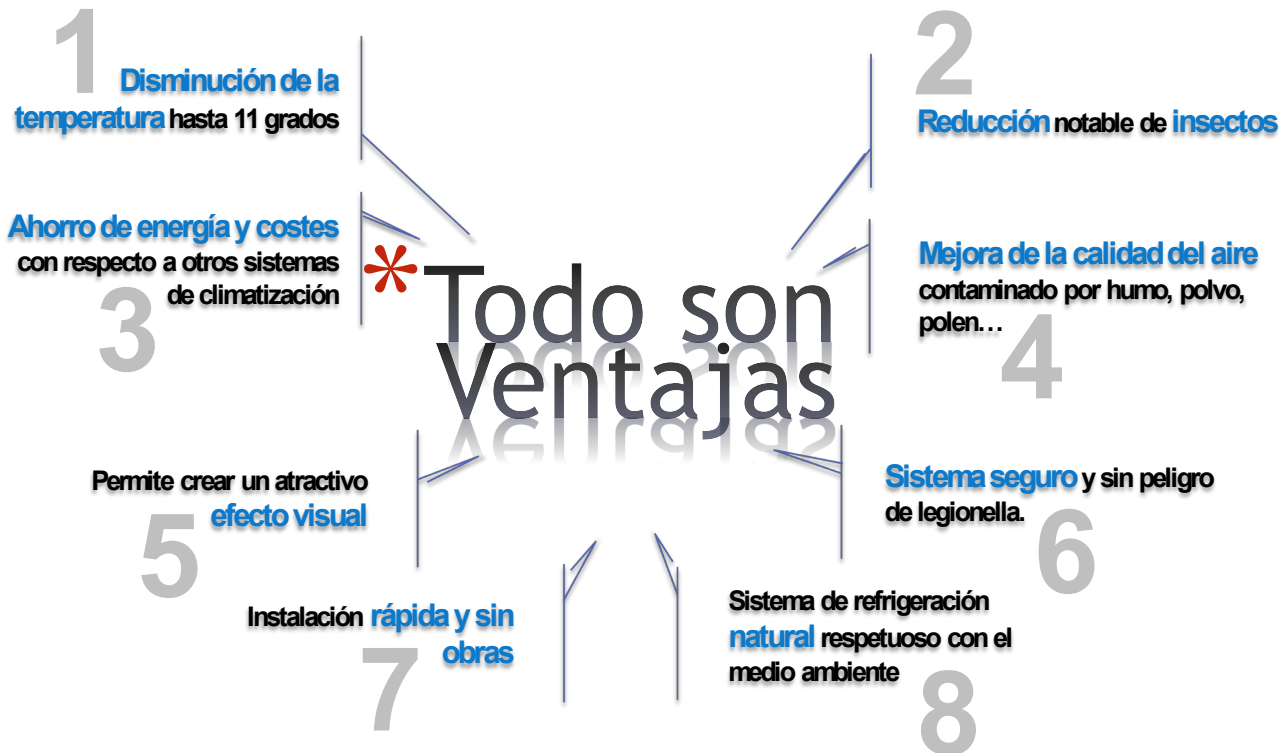 1
Disminución de la
temperatura hasta 11 grados
2
Reducción notable de insectos
Ahorro de energía y costes
con respecto a otros sistemas
de climatización
3
Mejora de la calidad del aire
contaminado por humo, polvo,
polen…
4
*Todo son
Ventajas
Permite crear un atractivo
efecto visual
5
Sistema seguro y sin peligro
de legionella.
6
Instalación rápida y sin
obras
7
Sistema de refrigeración
natural respetuoso con el
medio ambiente
8